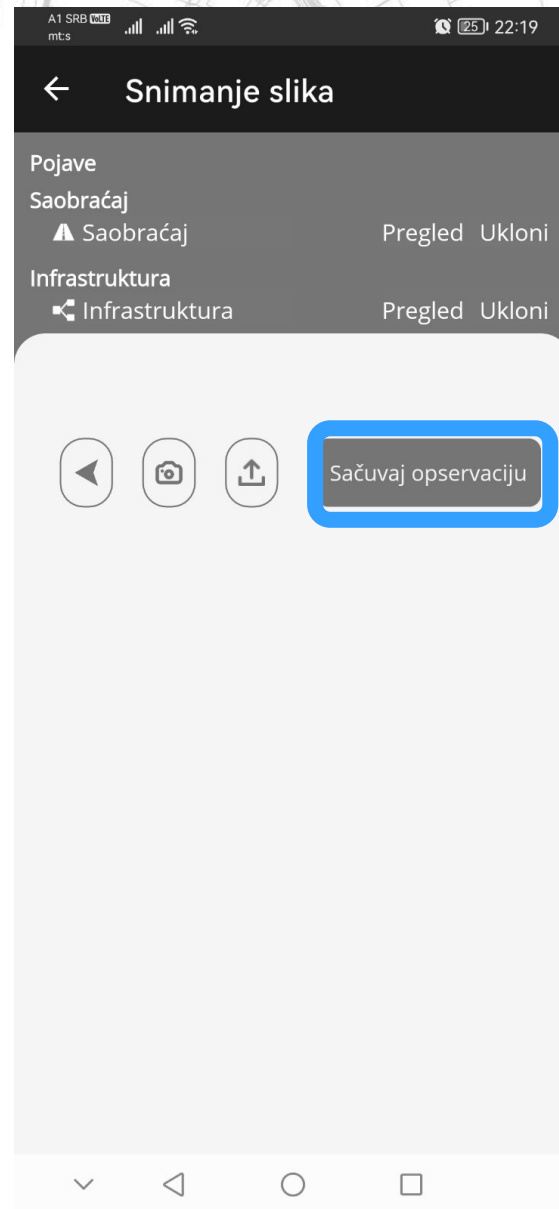 A1 SRB VoLTE
mt:s
25 22:19
Snimanje slika
Pojave
Saobraćaj
Saobraćaj Pregled Ukloni
Infrastruktura
Infrastruktura Pregled Ukloni
Sačuvaj opservaciju